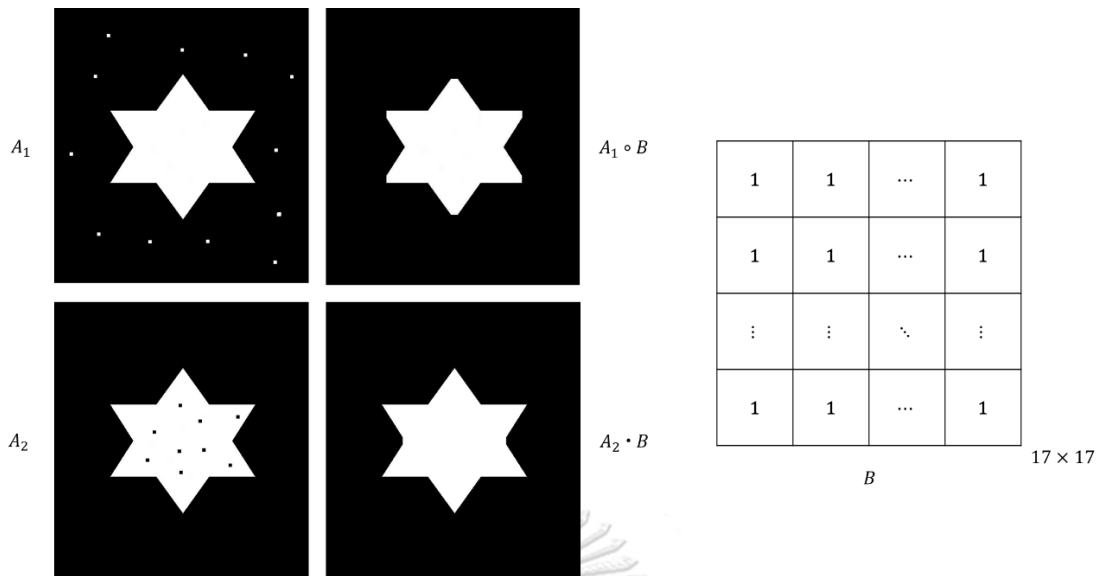 A₁
A₁ ∘ B
A₂
A₂ • B
1 1 ⋯ 1
1 1 ⋯ 1
⋮ ⋮ ⋱ ⋮
1 1 ⋯ 1
17 × 17
B